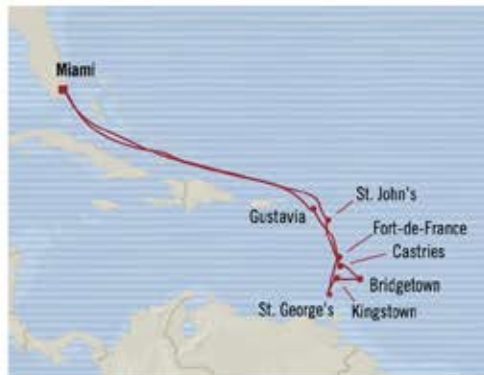 Miami
St. John's
Gustavia
Fort-de-France
Castries
Bridgetown
St. George's
Kingstown